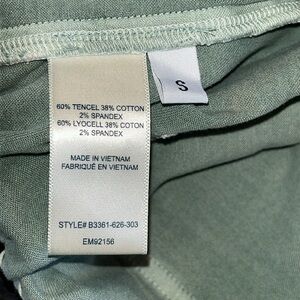 S
60% TENCEL 38% COTTON
2% SPANDEX
60% LYOCELL 38% COTTON
2% SPANDEX
MADE IN VIETNAM
FABRIQUÉ EN VIETNAM
STYLE# B3361-626-303
EM92156